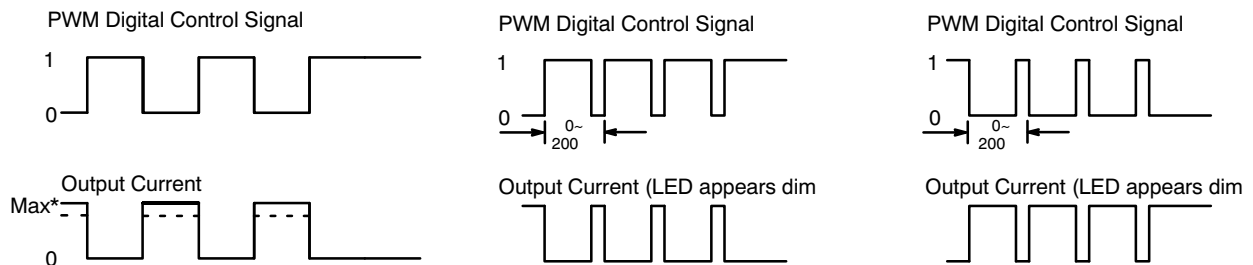 PWM Digital Control Signal
1
0
Output Current
Max*
0
PWM Digital Control Signal
1
0
0~
200
Output Current (LED appears dim
PWM Digital Control Signal
1
0
0~
200
Output Current (LED appears dim